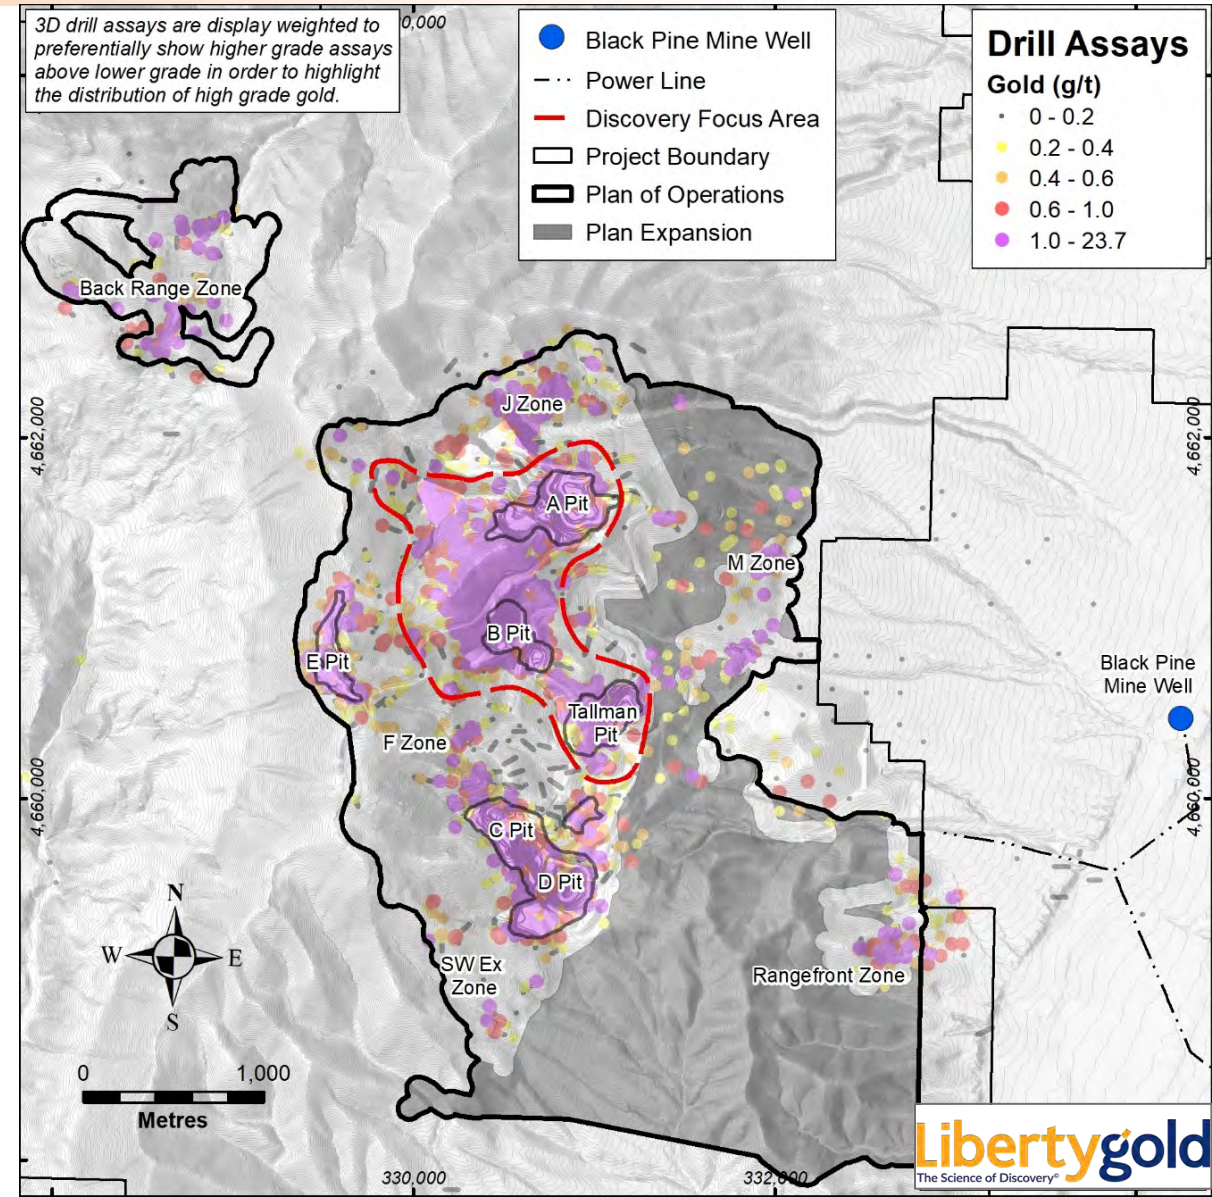 3D drill assays are display weighted to
preferentially show higher grade assays
above lower grade in order to highlight
the distribution of high grade gold.
0,000
Black Pine Mine Well
Power Line
Discovery Focus Area
Project Boundary
Plan of Operations
Plan Expansion
Drill Assays
Gold (g/t)
0 - 0.2
0.2 - 0.4
0.4 - 0.6
0.6 - 1.0
1.0 - 23.7
Back Range Zone
J Zone
4,662,000
4,662,000
A Pit
M Zone
B Pit
E Pit
Black Pine
Mine Well
Tallman
Pit
F Zone
4,660,000
4,660,000
C Pit
D Pit
N
W
E
S
SW Ex
Zone
Rangefront Zone
0 1,000
Metres
330,000
332,000
Libertygold
The Science of Discovery©